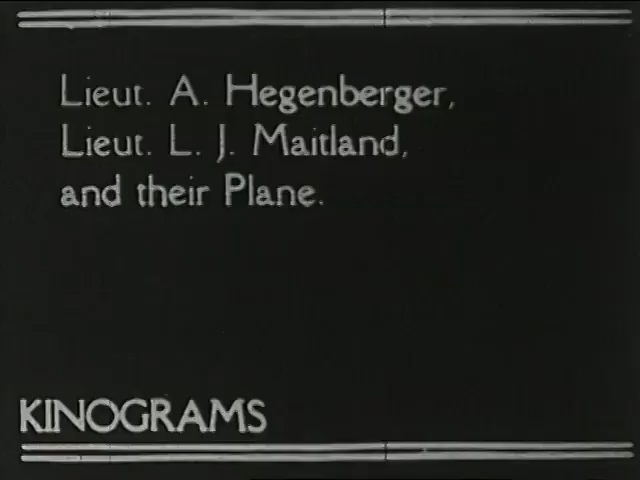 Lieut. A. Hegenberger,
Lieut. L. J. Maitland,
and their Plane.
KINOGRAMS